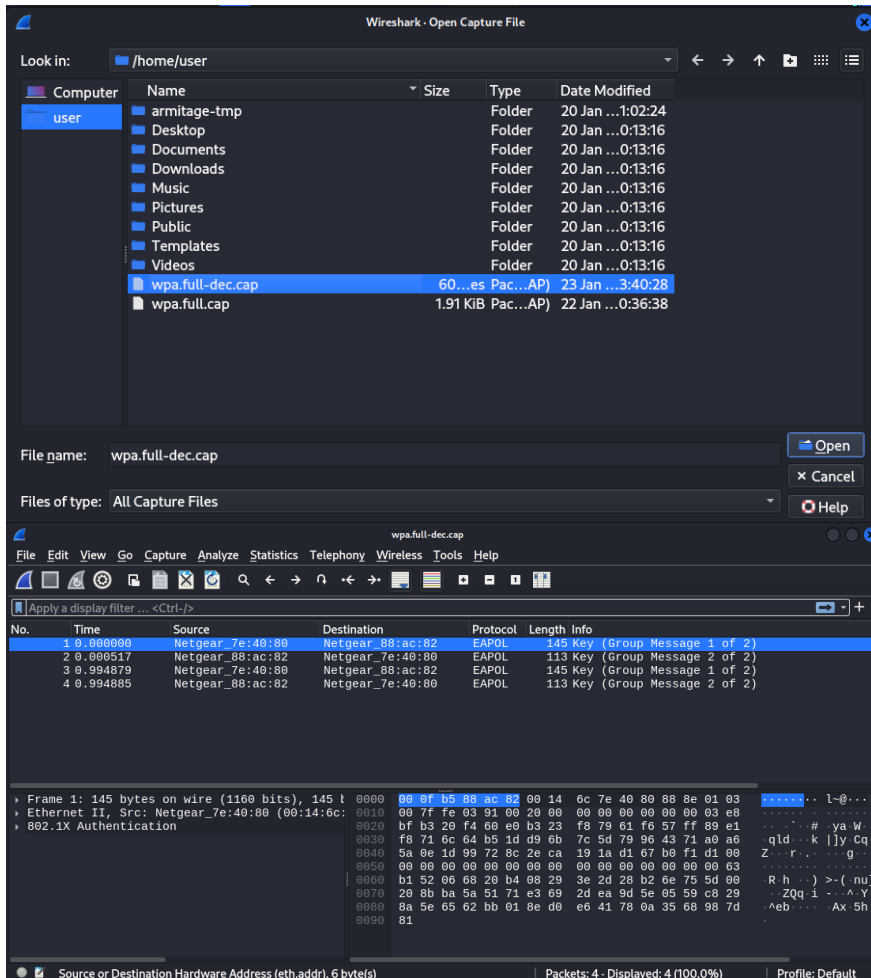 Wireshark · Open Capture File
Look in: /home/user
Computer
user
Name Size Type Date Modified
armitage-tmp Folder 20 Jan ...1:02:24
Desktop Folder 20 Jan ...0:13:16
Documents Folder 20 Jan ...0:13:16
Downloads Folder 20 Jan ...0:13:16
Music Folder 20 Jan ...0:13:16
Pictures Folder 20 Jan ...0:13:16
Public Folder 20 Jan ...0:13:16
Templates Folder 20 Jan ...0:13:16
Videos Folder 20 Jan ...0:13:16
wpa.full-dec.cap 60...es Pac...AP) 23 Jan ...3:40:28
wpa.full.cap 1.91 KiB Pac...AP) 22 Jan ...0:36:38
File name: wpa.full-dec.cap
Open
Cancel
Files of type: All Capture Files
Help
wpa.full-dec.cap
File Edit View Go Capture Analyze Statistics Telephony Wireless Tools Help
Apply a display filter ... <Ctrl-/>
No. Time Source Destination Protocol Length Info
1 0.000000 Netgear_7e:40:80 Netgear_88:ac:82 EAPOL 145 Key (Group Message 1 of 2)
2 0.000517 Netgear_88:ac:82 Netgear_7e:40:80 EAPOL 113 Key (Group Message 2 of 2)
3 0.994879 Netgear_7e:40:80 Netgear_88:ac:82 EAPOL 145 Key (Group Message 1 of 2)
4 0.994885 Netgear_88:ac:82 Netgear_7e:40:80 EAPOL 113 Key (Group Message 2 of 2)
Frame 1: 145 bytes on wire (1160 bits), 145 b
Ethernet II, Src: Netgear_7e:40:80 (00:14:6c:
802.1X Authentication
0000 00 0f b5 88 ac 82 00 14 6c 7e 40 80 88 8e 01 03 ········ l~@·····
0010 00 7f fe 03 91 00 20 00 00 00 00 00 00 00 03 e8
0020 bf b3 20 f4 60 e0 b3 23 f8 79 61 f6 57 ff 89 e1 ·· ·`··# ·ya·W···
0030 f8 71 6c 64 b5 1d d9 6b 7c 5d 79 96 43 71 a0 a6 ·qld···k |]y·Cq··
0040 5a 0e 1d 99 72 8c 2e ca 19 1a d1 67 b0 f1 d1 00 Z···r·.· ···g····
0050 00 00 00 00 00 00 00 00 00 00 00 00 00 00 00 63
0060 b1 52 06 68 20 b4 08 29 3e 2d 28 b2 6e 75 5d 00 ·R·h ··) >-(·nu]·
0070 20 8b ba 5a 51 71 e3 69 2d ea 9d 5e 05 59 c8 29 ··ZQq·i -··^·Y·)
0080 8a 5e 65 62 bb 01 8e d0 e6 41 78 0a 35 68 98 7d ·^eb···· ·Ax·5h·}
0090 81 ·
Source or Destination Hardware Address (eth.addr), 6 byte(s) Packets: 4 · Displayed: 4 (100.0%) Profile: Default